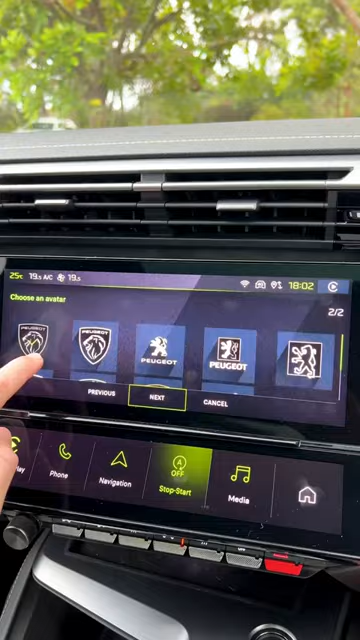 25c 19.5 A/C 19.5 18:02
Choose an avatar
2/2
PEUGEOT PEUGEOT PEUGEOT PEUGEOT
PREVIOUS NEXT CANCEL
Phone Navigation OFF Stop-Start Media